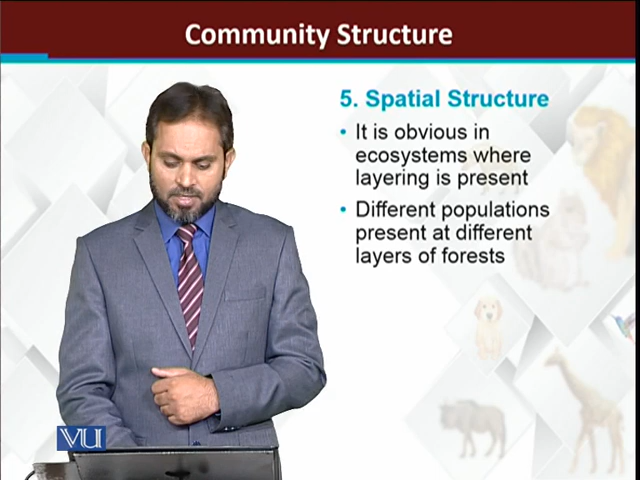 Community Structure
5. Spatial Structure
• It is obvious in
ecosystems where
layering is present
• Different populations
present at different
layers of forests
VU